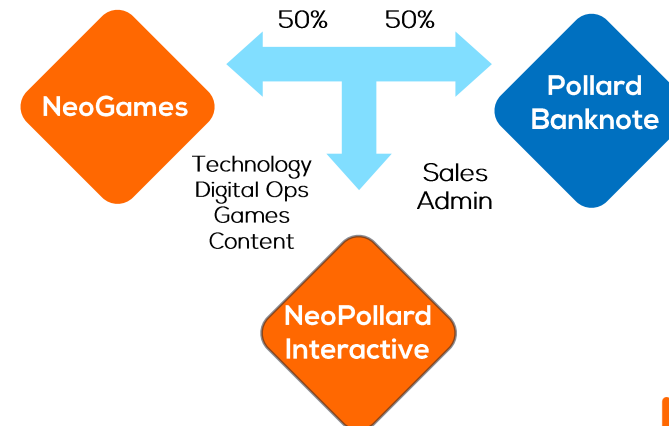 50% 50%
NeoGames
Pollard
Banknote
Technology
Digital Ops
Games
Content
Sales
Admin
NeoPollard
Interactive